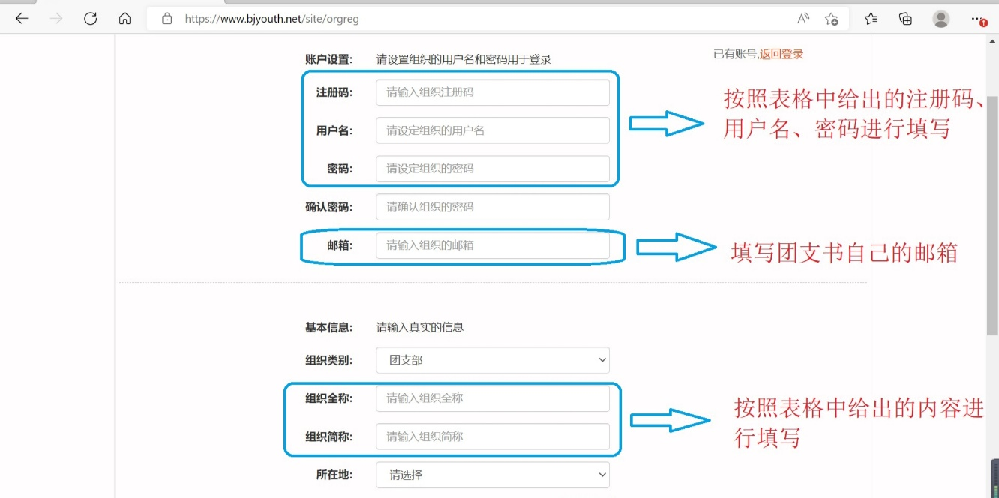 https://www.bjyouth.net/site/orgreg
账户设置: 请设置组织的用户名和密码用于登录
已有账号,返回登录
注册码: 请输入组织注册码
用户名: 请设定组织的用户名
密码: 请设定组织的密码
按照表格中给出的注册码、
用户名、密码进行填写
确认密码: 请确认组织的密码
邮箱: 请输入组织的邮箱
填写团支书自己的邮箱
基本信息: 请输入真实的信息
组织类别: 团支部
组织全称: 请输入组织全称
组织简称: 请输入组织简称
按照表格中给出的内容进
行填写
所在地: 请选择